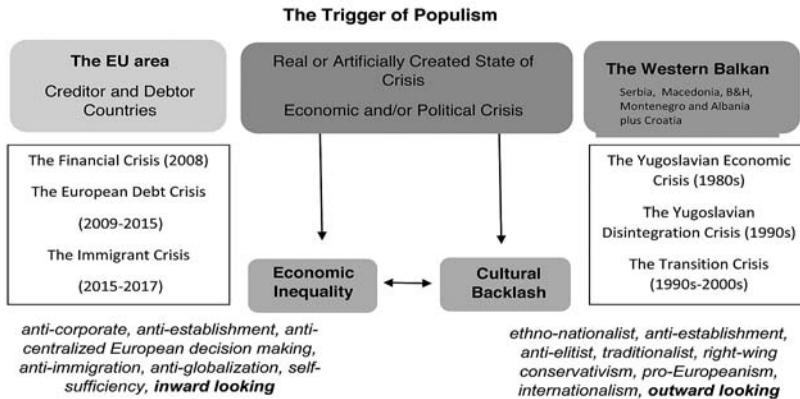 The Trigger of Populism
The EU area
Creditor and Debtor
Countries
Real or Artificially Created State of
Crisis
Economic and/or Political Crisis
The Western Balkan
Serbia, Macedonia, B&H,
Montenegro and Albania
plus Croatia
The Financial Crisis (2008)
The European Debt Crisis
(2009-2015)
The Immigrant Crisis
(2015-2017)
Economic
Inequality
Cultural
Backlash
The Yugoslavian Economic
Crisis (1980s)
The Yugoslavian
Disintegration Crisis (1990s)
The Transition Crisis
(1990s-2000s)
anti-corporate, anti-establishment, anti-
centralized European decision making,
anti-immigration, anti-globalization, self-
sufficiency, inward looking
ethno-nationalist, anti-establishment,
anti-elitist, traditionalist, right-wing
conservativism, pro-Europeanism,
internationalism, outward looking